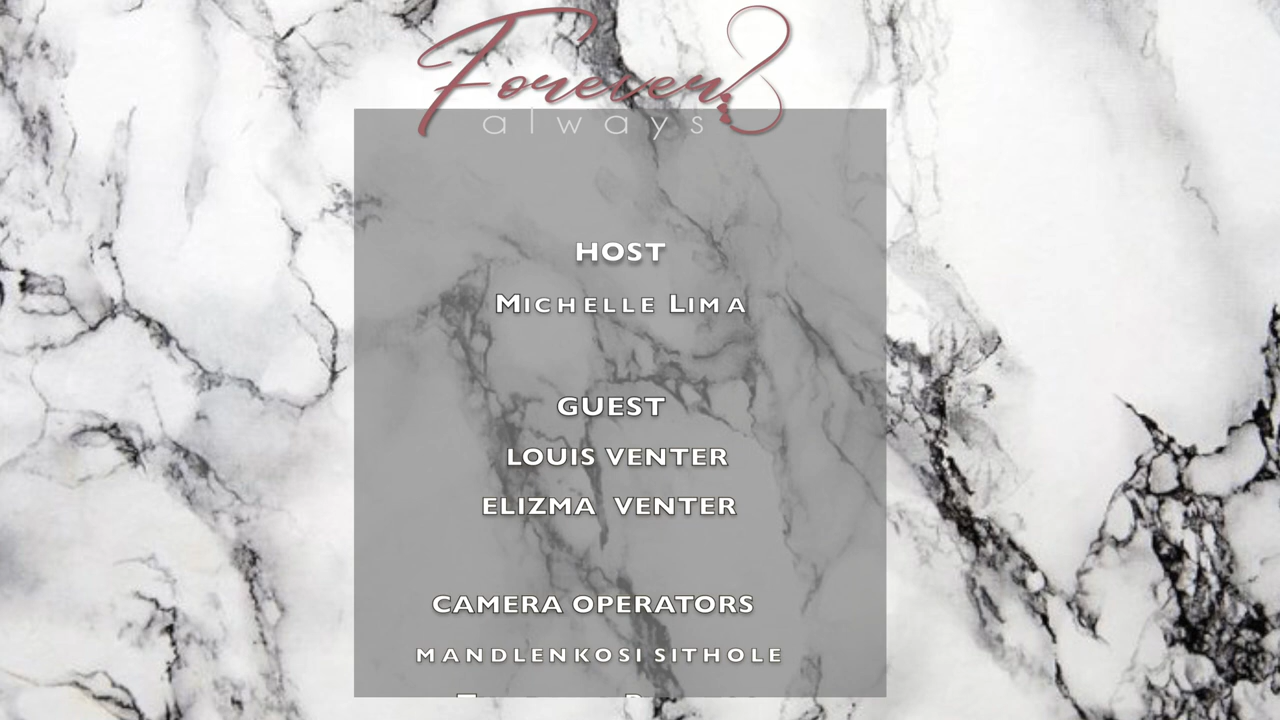 Forever &
always
HOST
MICHELLE LIMA
GUEST
LOUIS VENTER
ELIZMA VENTER
CAMERA OPERATORS
MANDLENKOSI SITHOLE